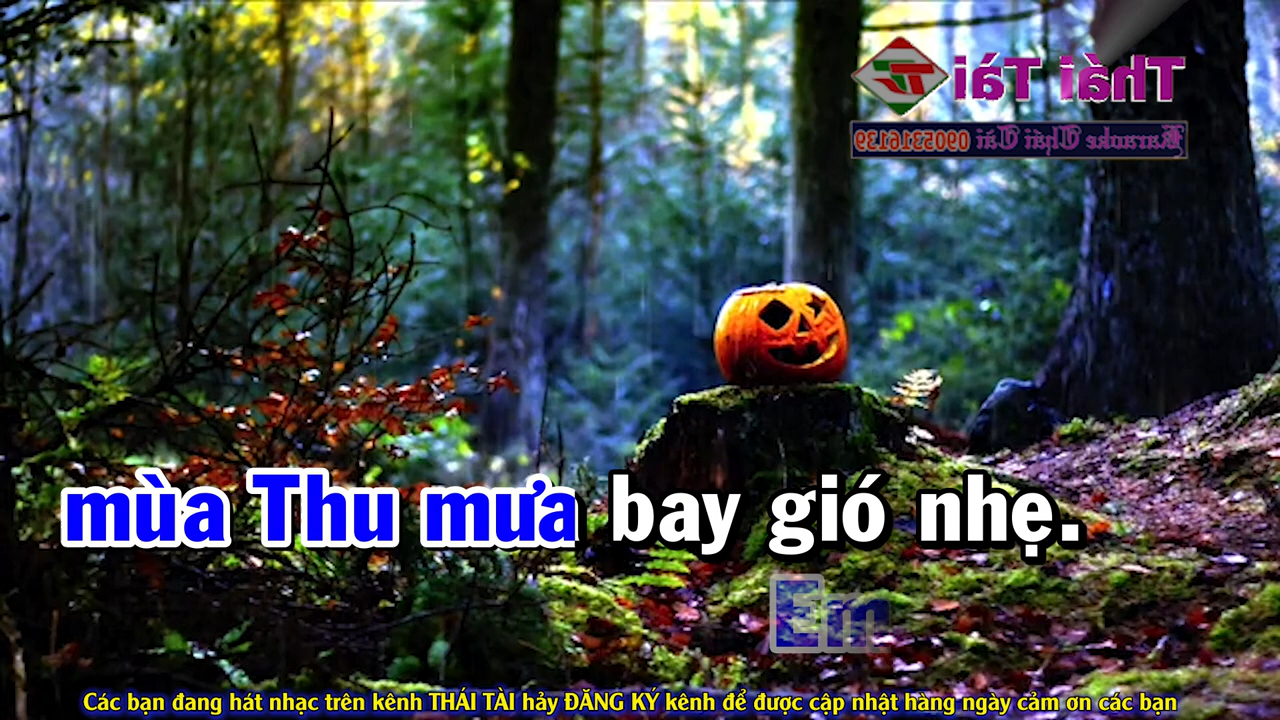 Thái Tài
Karaoke Thái Tài 0905316139
mùa Thu mưa bay gió nhẹ.
Em
Các bạn đang hát nhạc trên kênh THÁI TÀI hảy ĐĂNG KÝ kênh để được cập nhật hàng ngày cảm ơn các bạn